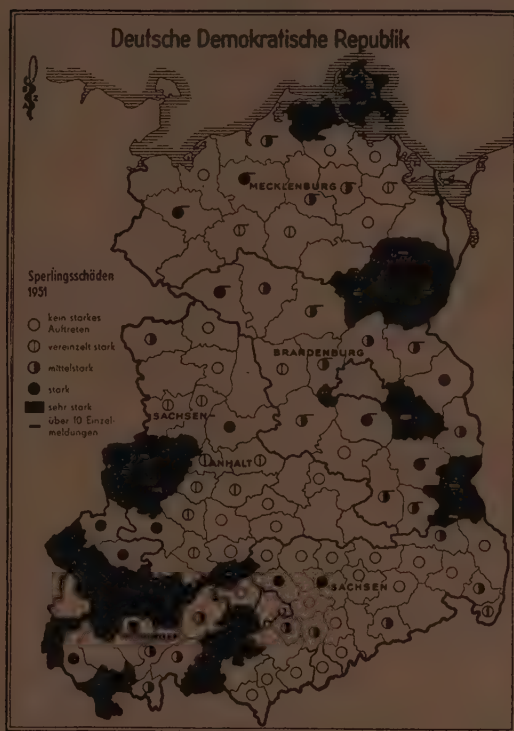 Deutsche Demokratische Republik
MECKLENBURG
Sperlingsschäden
1951
kein starkes
Auftreten
vereinzelt stark
mittelstark
stark
sehr stark
über 10 Einzel-
meldungen
BRANDENBURG
SACHSEN-
ANHALT
SACHSEN